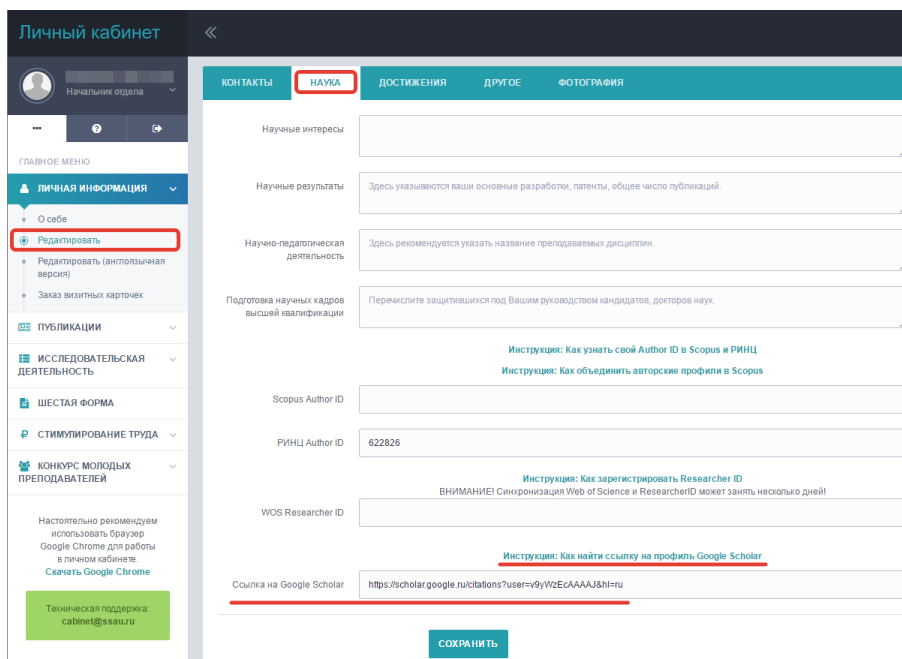 Личный кабинет
Начальник отдела
ГЛАВНОЕ МЕНЮ
ЛИЧНАЯ ИНФОРМАЦИЯ
О себе
Редактировать
Редактировать (англоязычная
версия)
Заказ визитных карточек
ПУБЛИКАЦИИ
ИССЛЕДОВАТЕЛЬСКАЯ
ДЕЯТЕЛЬНОСТЬ
ШЕСТАЯ ФОРМА
СТИМУЛИРОВАНИЕ ТРУДА
КОНКУРС МОЛОДЫХ
ПРЕПОДАВАТЕЛЕЙ
Настоятельно рекомендуем
использовать браузер
Google Chrome для работы
в личном кабинете.
Скачать Google Chrome
Техническая поддержка:
cabinet@ssau.ru
КОНТАКТЫ НАУКА ДОСТИЖЕНИЯ ДРУГОЕ ФОТОГРАФИЯ
Научные интересы
Научные результаты
Здесь указываются ваши основные разработки, патенты, общее число публикаций.
Научно-педагогическая
деятельность
Здесь рекомендуется указать название преподаваемых дисциплин.
Подготовка научных кадров
высшей квалификации
Перечислите защитившихся под Вашим руководством кандидатов, докторов наук.
Инструкция: Как узнать свой Author ID в Scopus и РИНЦ
Инструкция: Как объединить авторские профили в Scopus
Scopus Author ID
РИНЦ Author ID 622826
Инструкция: Как зарегистрировать Researcher ID
ВНИМАНИЕ! Синхронизация Web of Science и ResearcherID может занять несколько дней!
WOS Researcher ID
Инструкция: Как найти ссылку на профиль Google Scholar
Ссылка на Google Scholar https://scholar.google.ru/citations?user=v9yWzEcAAAAJ&hl=ru
СОХРАНИТЬ